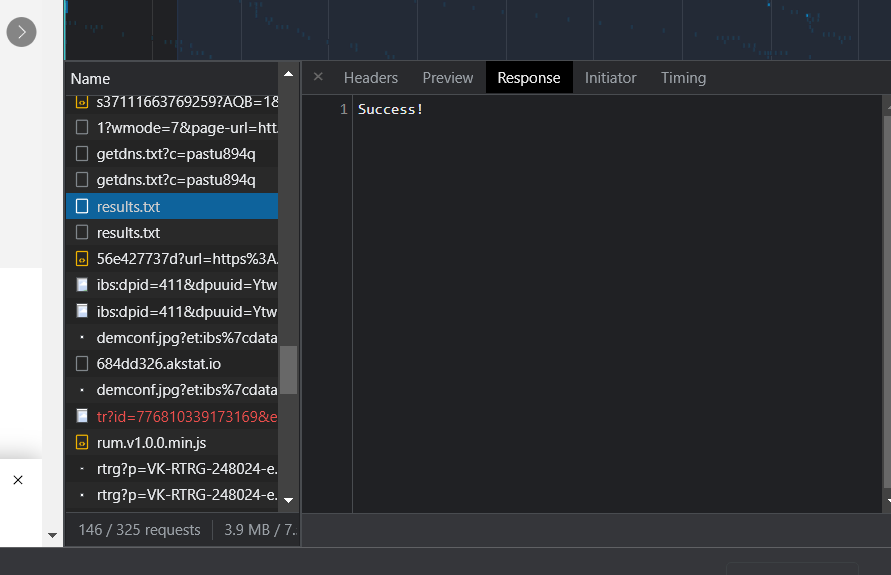 Name
Headers
Preview
Response
Initiator
Timing
s37111663769259?AQB=1&
1?wmode=7&page-url=htt.
getdns.txt?c=pastu894q
getdns.txt?c=pastu894q
results.txt
results.txt
56e427737d?url=https%3A.
ibs:dpid=411&dpuuid=Ytw
ibs:dpid=411&dpuuid=Ytw
demconf.jpg?et:ibs%7cdata
684dd326.akstat.io
demconf.jpg?et:ibs%7cdata
tr?id=776810339173169&e
rum.v1.0.0.min.js
rtrg?p=VK-RTRG-248024-e.
rtrg?p=VK-RTRG-248024-e.
146 / 325 requests
3.9 MB / 7..
1 Success!